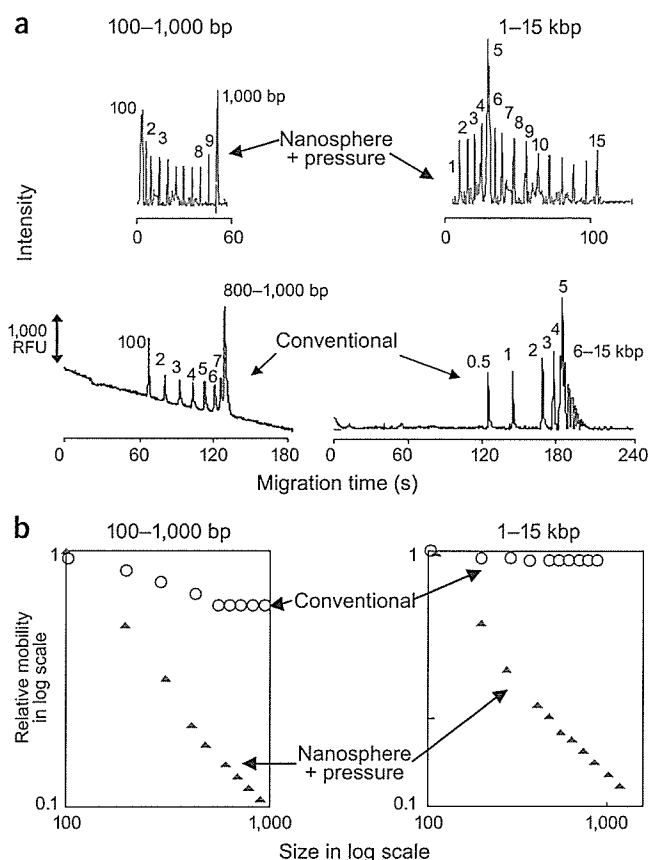 a
100–1,000 bp
1–15 kbp
100
2
3
8
9
1,000 bp
Nanosphere
+ pressure
1
2
3
4
5
6
7
8
9
10
15
0
60
0
100
Intensity
1,000
RFU
100
2
3
4
5
6
7
800–1,000 bp
Conventional
0.5
1
2
3
4
5
6–15 kbp
0
60
120
180
0
60
120
180
240
Migration time (s)
b
100–1,000 bp
1–15 kbp
1
0.1
1
0.1
Relative mobility
in log scale
Conventional
Nanosphere
+ pressure
100
1,000
100
1,000
Size in log scale